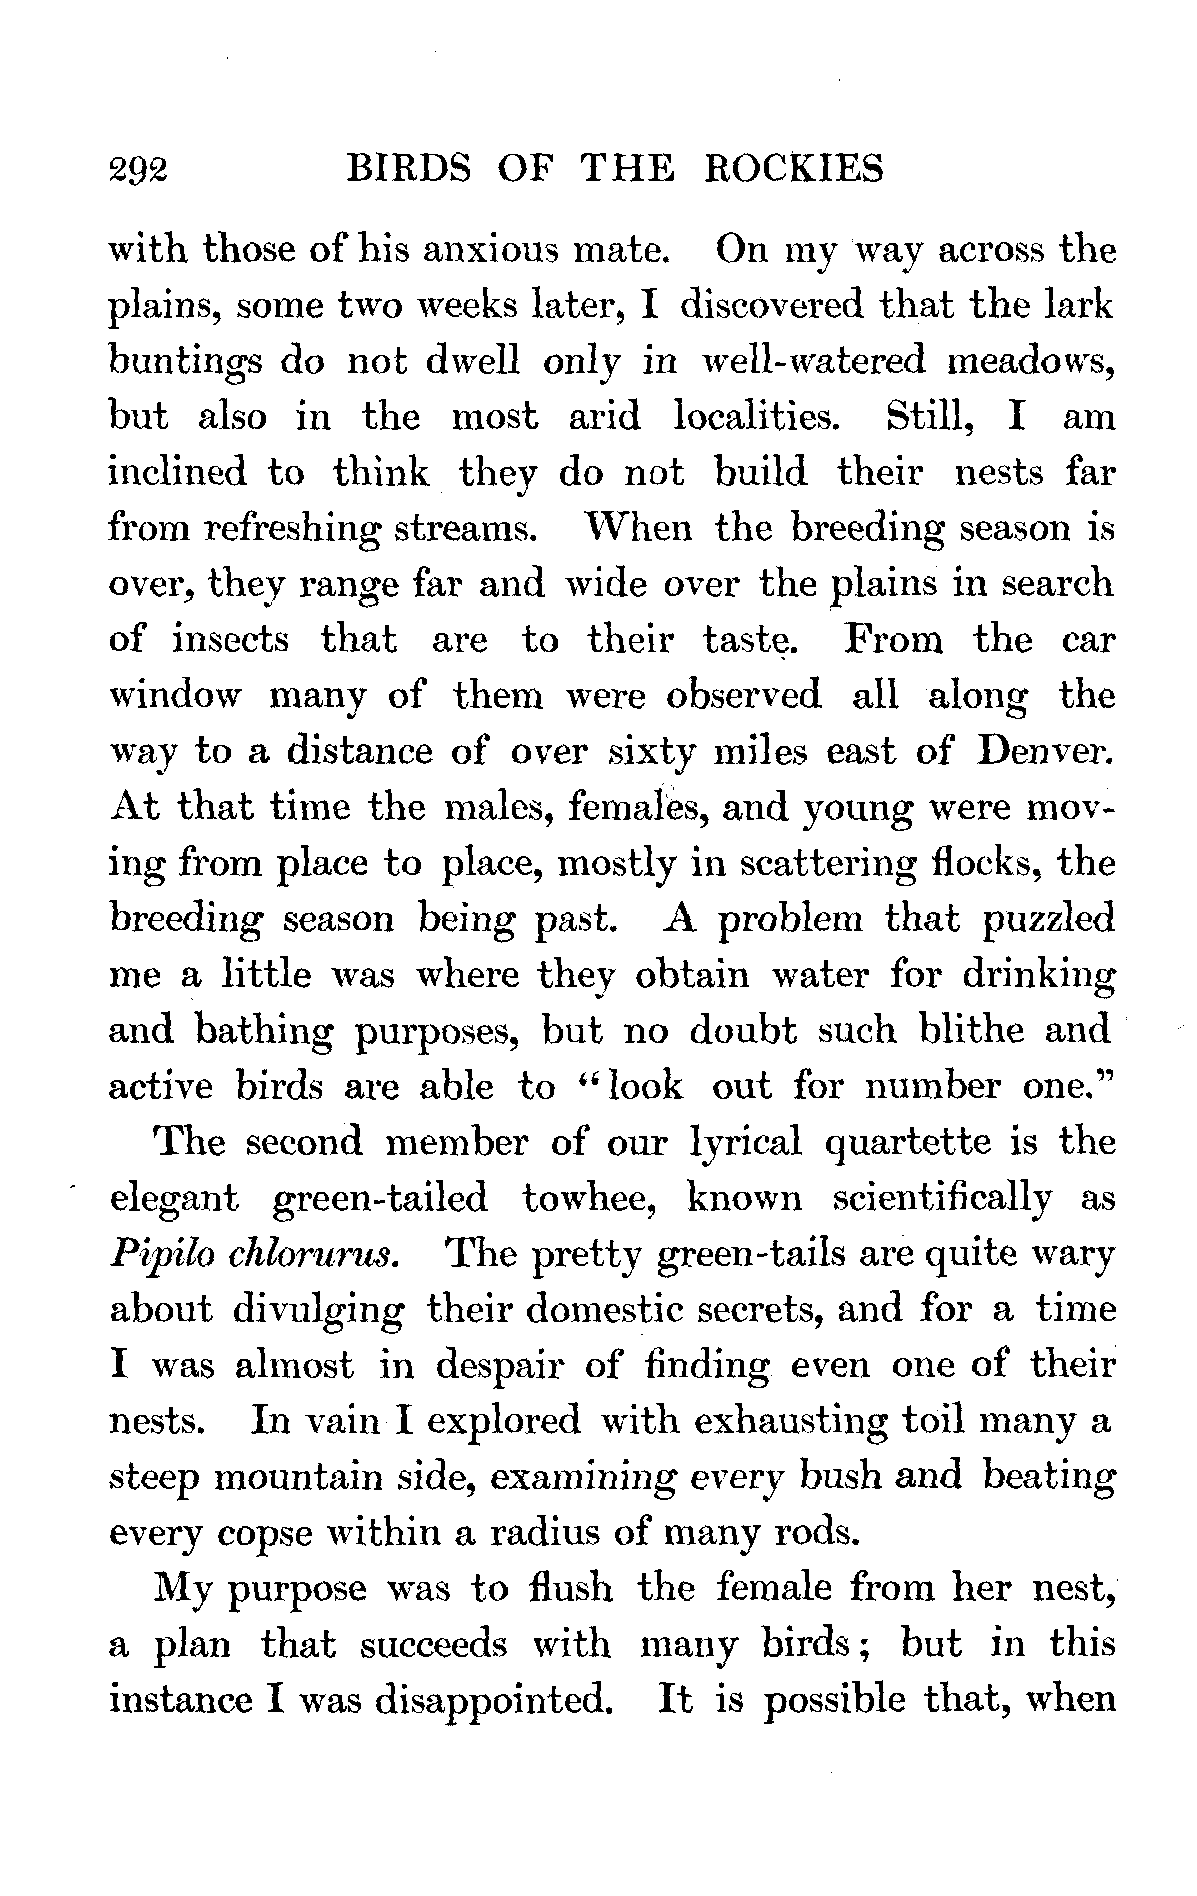 292 BIRDS OF THE ROCKIES
with those of his anxious mate. On my way across the
plains, some two weeks later, I discovered that the lark
buntings do not dwell only in well-watered meadows,
but also in the most arid localities. Still, I am
inclined to think they do not build their nests far
from refreshing streams. When the breeding season is
over, they range far and wide over the plains in search
of insects that are to their taste. From the car
window many of them were observed all along the
way to a distance of over sixty miles east of Denver.
At that time the males, females, and young were mov-
ing from place to place, mostly in scattering flocks, the
breeding season being past. A problem that puzzled
me a little was where they obtain water for drinking
and bathing purposes, but no doubt such blithe and
active birds are able to “look out for number one.”
The second member of our lyrical quartette is the
elegant green-tailed towhee, known scientifically as
Pipilo chlorurus. The pretty green-tails are quite wary
about divulging their domestic secrets, and for a time
I was almost in despair of finding even one of their
nests. In vain I explored with exhausting toil many a
steep mountain side, examining every bush and beating
every copse within a radius of many rods.
My purpose was to flush the female from her nest,
a plan that succeeds with many birds; but in this
instance I was disappointed. It is possible that, when